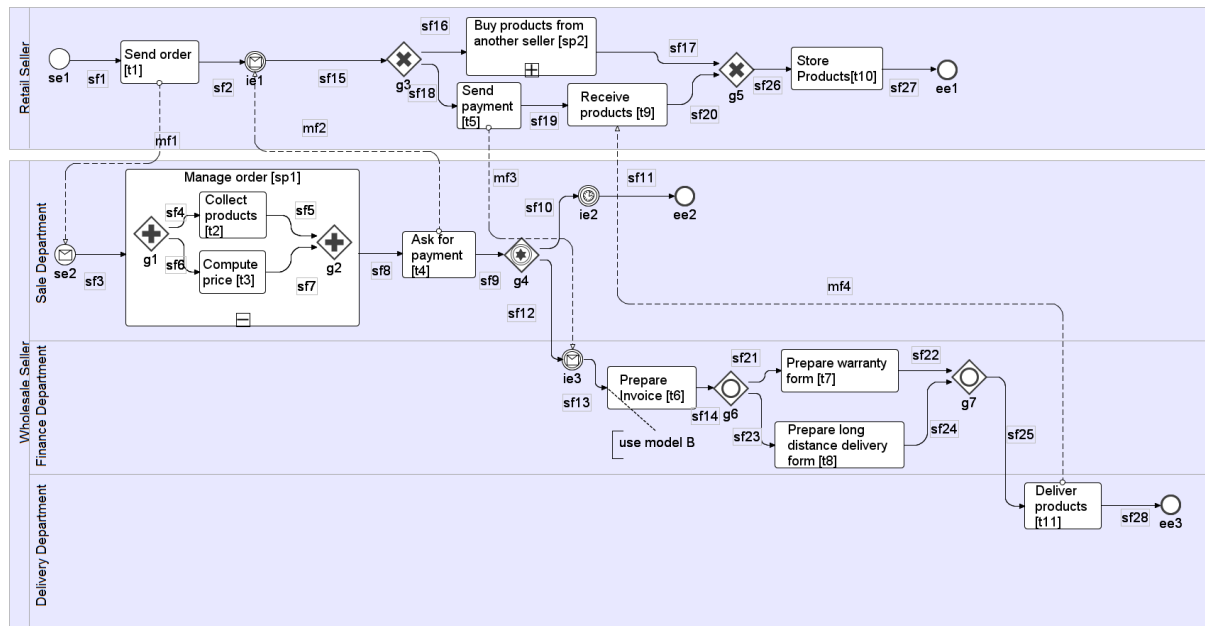 Retail Seller
se1
sf1
Send order
[t1]
sf2
ie1
sf15
g3
sf16
sf18
Buy products from
another seller [sp2]
sf17
Send
payment
[t5]
sf19
Receive
products [t9]
sf20
g5
sf26
Store
Products[t10]
sf27
ee1
mf1
mf2
mf3
mf4
Wholesale Seller
Sale Department
se2
sf3
Manage order [sp1]
g1
sf4
sf6
Collect
products
[t2]
sf5
Compute
price [t3]
sf7
g2
sf8
Ask for
payment
[t4]
sf9
g4
sf10
sf12
ie2
sf11
ee2
Finance Department
ie3
sf13
Prepare
Invoice [t6]
use model B
sf14
g6
sf21
sf23
Prepare warranty
form [t7]
sf22
Prepare long
distance delivery
form [t8]
sf24
g7
sf25
Delivery Department
Deliver
products
[t11]
sf28
ee3